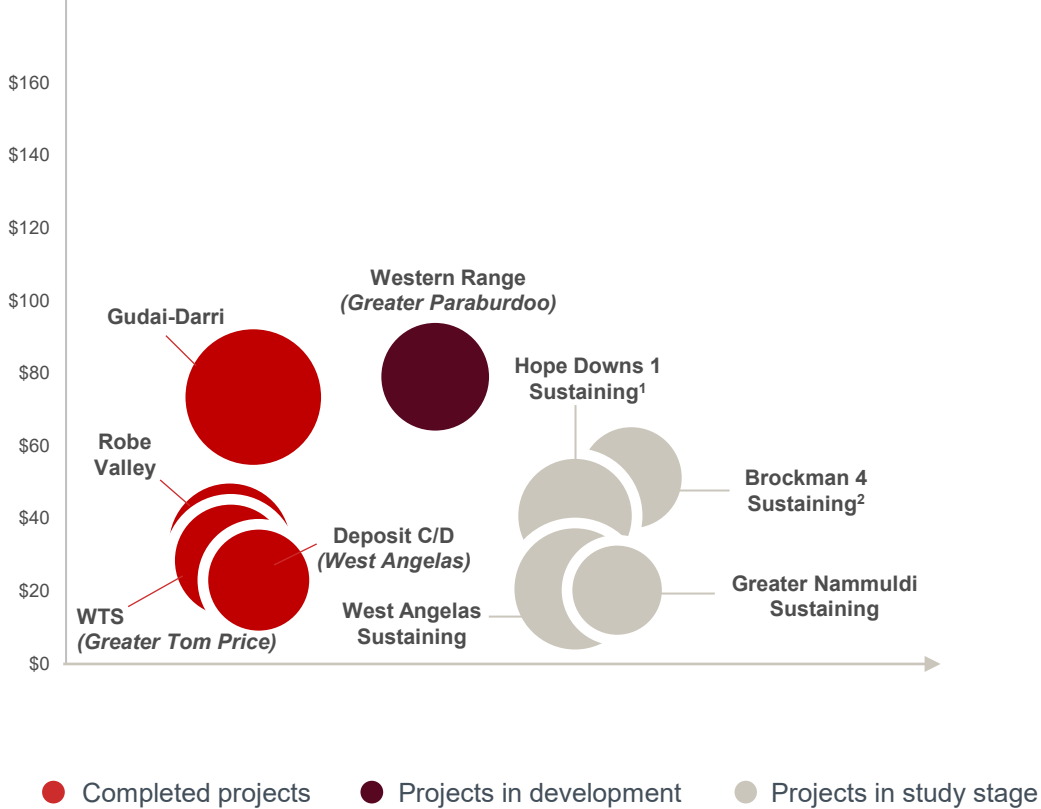 $160
$140
$120
$100
$80
$60
$40
$20
$0
Western Range
(Greater Paraburdoo)
Gudai-Darri
Hope Downs 1
Sustaining¹
Robe
Valley
Brockman 4
Sustaining²
Deposit C/D
(West Angelas)
Greater Nammuldi
Sustaining
West Angelas
Sustaining
WTS
(Greater Tom Price)
Completed projects
Projects in development
Projects in study stage